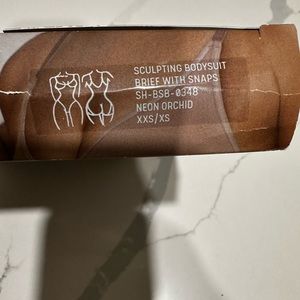 SCULPTING BODYSUIT
BRIEF WITH SNAPS
SH-BSB-0348
NEON ORCHID
XXS/XS